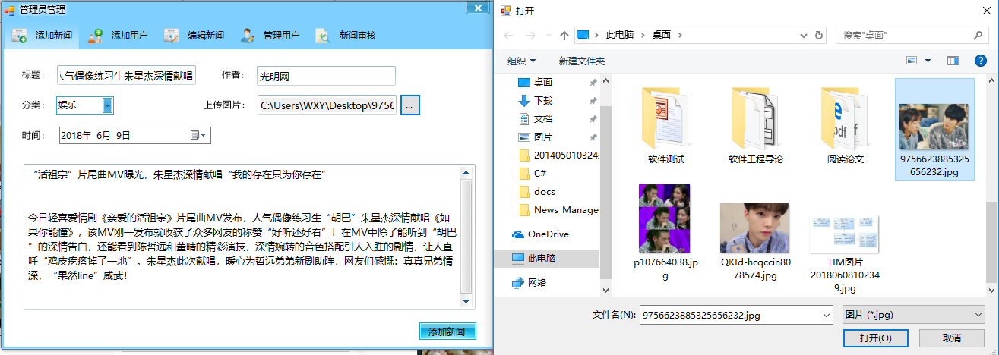 管理员管理
添加新闻 添加用户 编辑新闻 管理用户 新闻审核
标题： 人气偶像练习生朱星杰深情献唱 作者： 光明网
分类： 娱乐 上传图片： C:\Users\WXY\Desktop\9756 ...
时间： 2018年 6月 9日
“活祖宗”片尾曲MV曝光，朱星杰深情献唱“我的存在只为你存在”
今日轻喜爱情剧《亲爱的活祖宗》片尾曲MV发布，人气偶像练习生“胡巴”朱星杰深情献唱《如
果你能懂》，该MV刚一发布就收获了众多网友的称赞“好听还好看”！在MV中除了能听到“胡巴
”的深情告白，还能看到陈哲远和董晴的精彩演技，深情婉转的音色搭配引人入胜的剧情，让人直
呼“鸡皮疙瘩掉了一地”。朱星杰此次献唱，暖心为哲远弟弟新剧助阵，网友们感慨：真真兄弟情
深，“果然line”威武！
添加新闻
打开
此电脑 桌面 搜索"桌面"
组织 新建文件夹
桌面
下载
文档
图片
201405010324
C#
docs
News_Manage
OneDrive
此电脑
网络
软件测试
软件工程导论
阅读论文
9756623885325
656232.jpg
p107664038.jp
g
QKId-hcqccin80
78574.jpg
TIM图片
2018060810234
9.jpg
文件名(N): 9756623885325656232.jpg 图片 (*.jpg)
打开(O) 取消